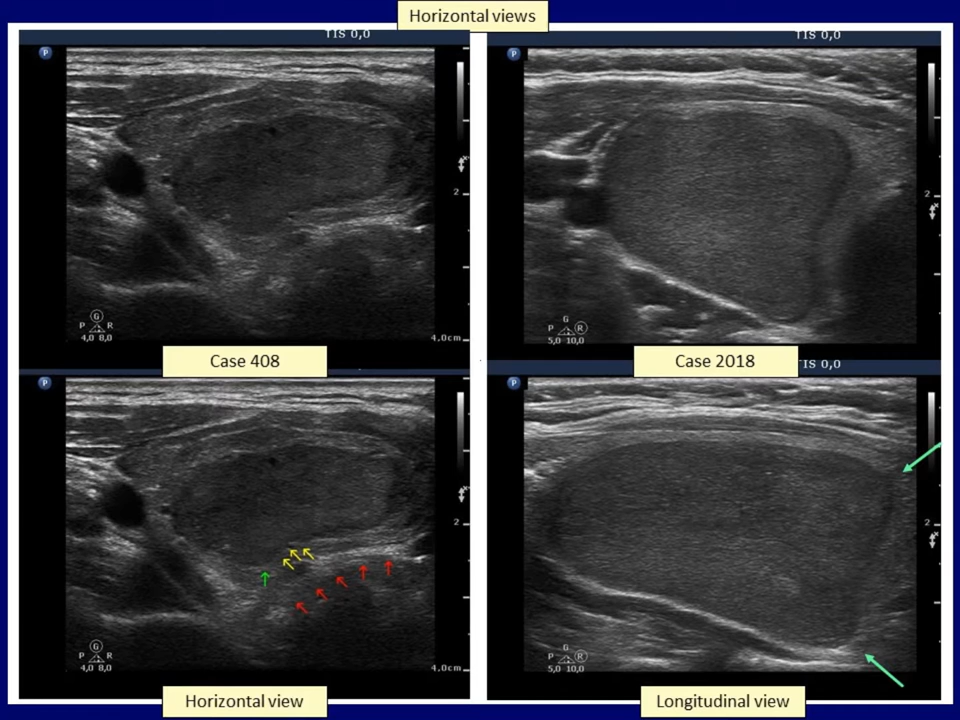 Horizontal views
TIS 0,0
TIS 0,0
P
P
2
2
G
P R
4,0 8,0
4.0cm
G
P R
5,0 10,0
Case 408
Case 2018
TIS 0,0
P
P
2
2
G
P R
4,0 8,0
4.0cm
G
P R
5,0 10,0
Horizontal view
Longitudinal view